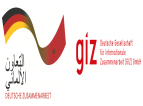 التعاون
الألماني
DEUTSCHE ZUSAMMENARBEIT
giz
Deutsche Gesellschaft
für Internationale
Zusammenarbeit (GIZ) GmbH